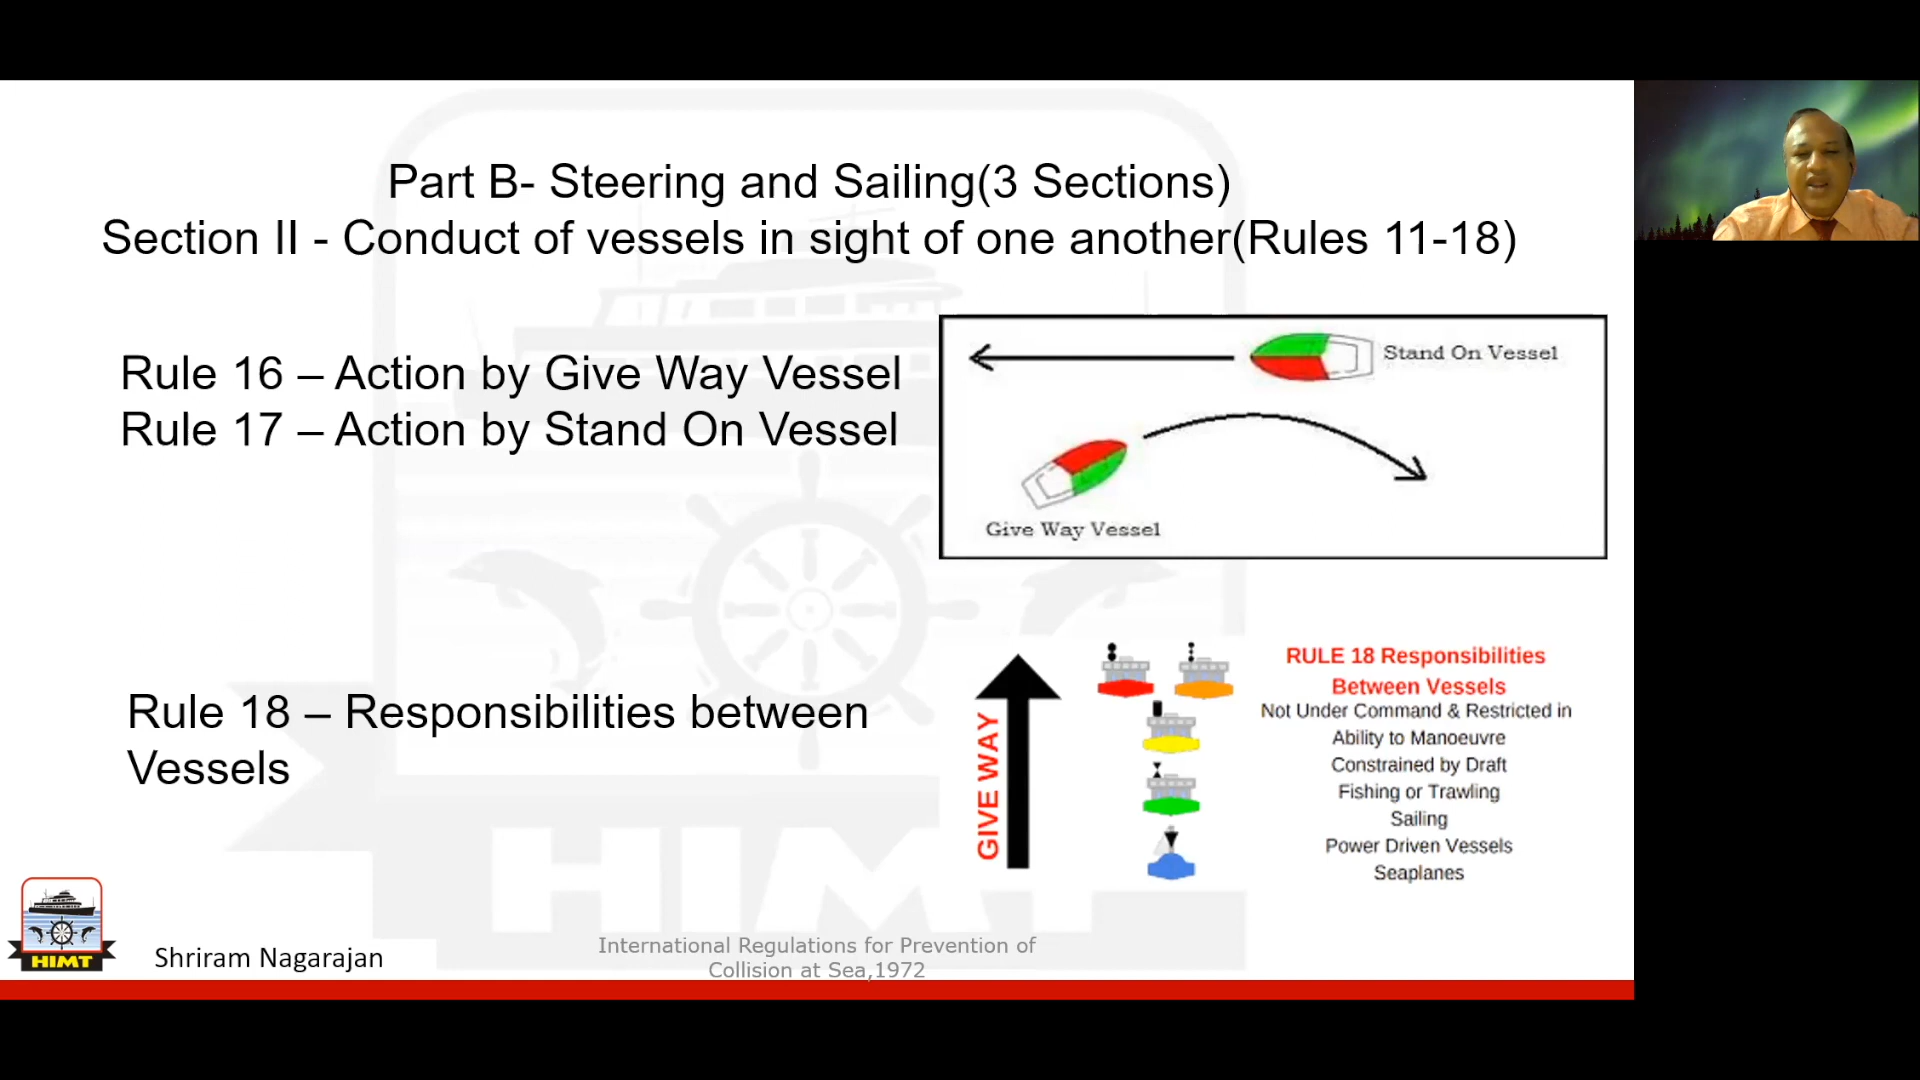 Part B- Steering and Sailing(3 Sections)
Section II - Conduct of vessels in sight of one another(Rules 11-18)
Rule 16 – Action by Give Way Vessel
Rule 17 – Action by Stand On Vessel
Stand On Vessel
Give Way Vessel
Rule 18 – Responsibilities between
Vessels
GIVE WAY
RULE 18 Responsibilities
Between Vessels
Not Under Command & Restricted in
Ability to Manoeuvre
Constrained by Draft
Fishing or Trawling
Sailing
Power Driven Vessels
Seaplanes
HIMT
HIMT
Shriram Nagarajan
International Regulations for Prevention of
Collision at Sea,1972